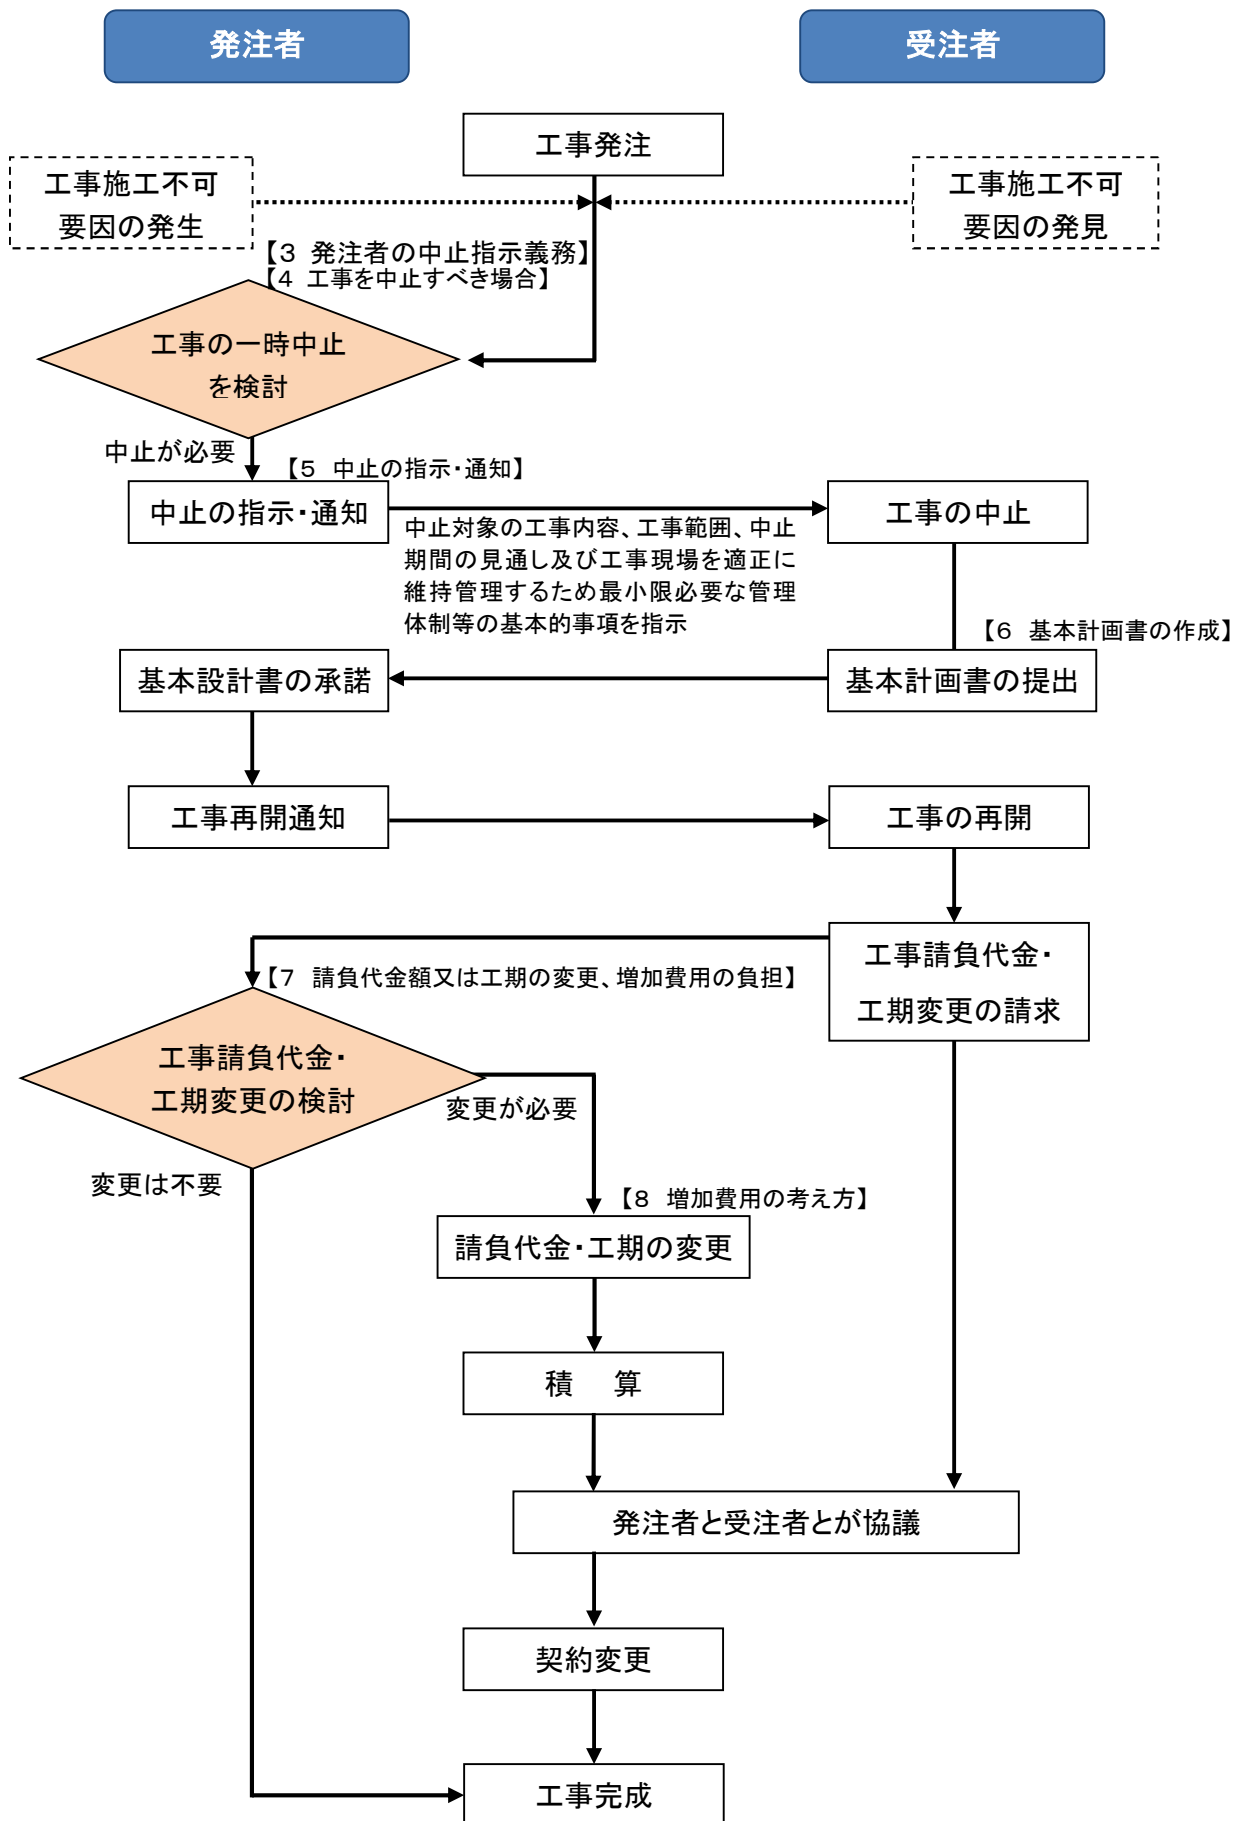 発注者
受注者
工事発注
工事施工不可
要因の発生
工事施工不可
要因の発見
【３ 発注者の中止指示義務】
【４ 工事を中止すべき場合】
工事の一時中止
を検討
中止が必要
【５ 中止の指示・通知】
中止の指示・通知
工事の中止
中止対象の工事内容、工事範囲、中止
期間の見通し及び工事現場を適正に
維持管理するため最小限必要な管理
体制等の基本的事項を指示
【６ 基本計画書の作成】
基本設計書の承諾
基本計画書の提出
工事再開通知
工事の再開
工事請負代金・
工期変更の請求
【７ 請負代金額又は工期の変更、増加費用の負担】
工事請負代金・
工期変更の検討
変更が必要
変更は不要
【８ 増加費用の考え方】
請負代金・工期の変更
積　算
発注者と受注者とが協議
契約変更
工事完成